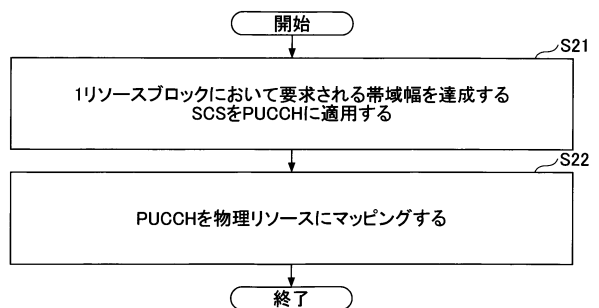 開始
S21
1リソースブロックにおいて要求される帯域幅を達成する
SCSをPUCCHに適用する
S22
PUCCHを物理リソースにマッピングする
終了